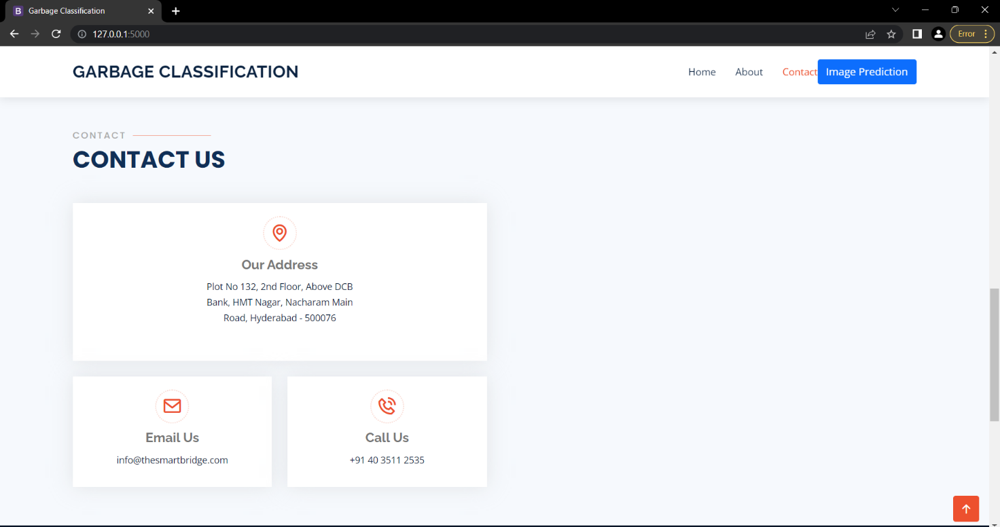 B Garbage Classification
127.0.0.1:5000
Error
GARBAGE CLASSIFICATION
Home About Contact Image Prediction
CONTACT
CONTACT US
Our Address
Plot No 132, 2nd Floor, Above DCB
Bank, HMT Nagar, Nacharam Main
Road, Hyderabad - 500076
Email Us
info@thesmartbridge.com
Call Us
+91 40 3511 2535